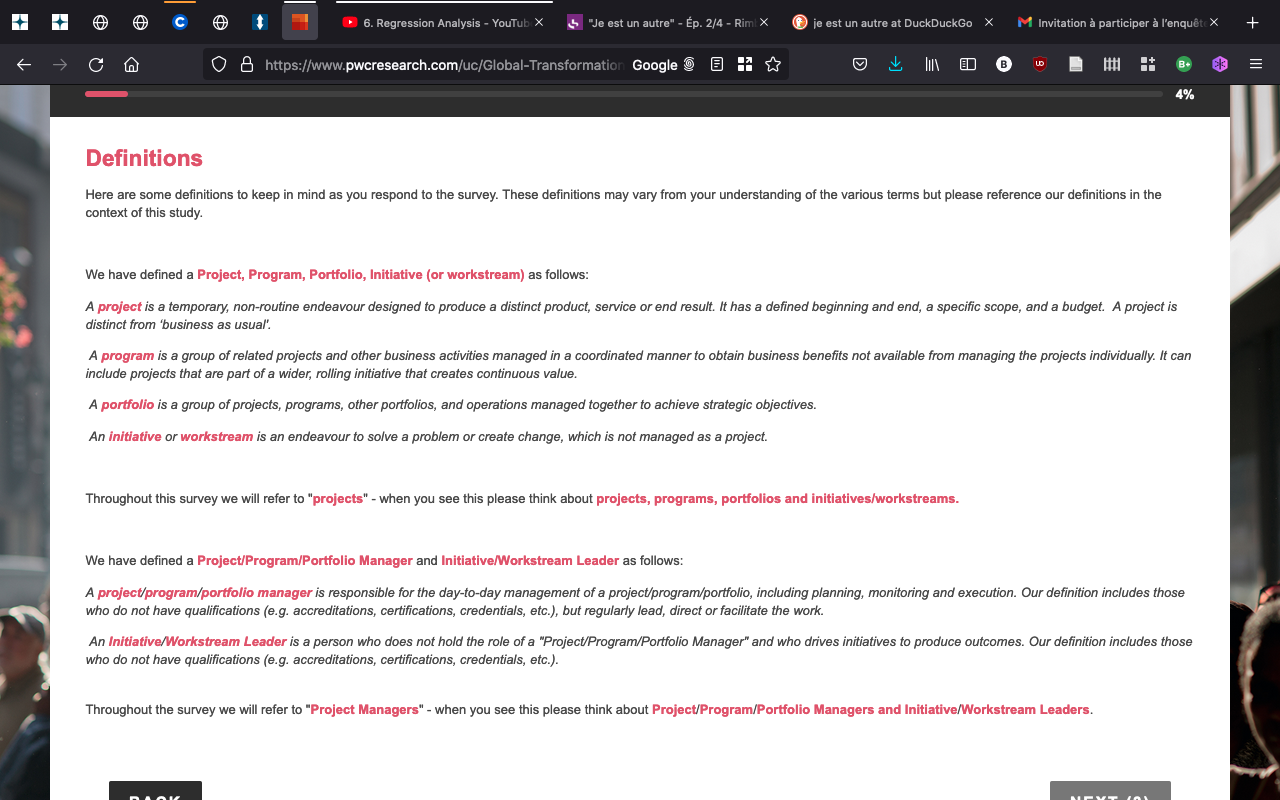 6. Regression Analysis - YouTub
"Je est un autre" - Ép. 2/4 - Rim
je est un autre at DuckDuckGo
Invitation à participer à l'enquêt
https://www.pwcresearch.com/uc/Global-Transformation Google
4%
Definitions
Here are some definitions to keep in mind as you respond to the survey. These definitions may vary from your understanding of the various terms but please reference our definitions in the
context of this study.
We have defined a Project, Program, Portfolio, Initiative (or workstream) as follows:
A project is a temporary, non-routine endeavour designed to produce a distinct product, service or end result. It has a defined beginning and end, a specific scope, and a budget.  A project is
distinct from 'business as usual'.
A program is a group of related projects and other business activities managed in a coordinated manner to obtain business benefits not available from managing the projects individually. It can
include projects that are part of a wider, rolling initiative that creates continuous value.
A portfolio is a group of projects, programs, other portfolios, and operations managed together to achieve strategic objectives.
An initiative or workstream is an endeavour to solve a problem or create change, which is not managed as a project.
Throughout this survey we will refer to "projects" - when you see this please think about projects, programs, portfolios and initiatives/workstreams.
We have defined a Project/Program/Portfolio Manager and Initiative/Workstream Leader as follows:
A project/program/portfolio manager is responsible for the day-to-day management of a project/program/portfolio, including planning, monitoring and execution. Our definition includes those
who do not have qualifications (e.g. accreditations, certifications, credentials, etc.), but regularly lead, direct or facilitate the work.
An Initiative/Workstream Leader is a person who does not hold the role of a "Project/Program/Portfolio Manager" and who drives initiatives to produce outcomes. Our definition includes those
who do not have qualifications (e.g. accreditations, certifications, credentials, etc.).
Throughout the survey we will refer to "Project Managers" - when you see this please think about Project/Program/Portfolio Managers and Initiative/Workstream Leaders.
BACK